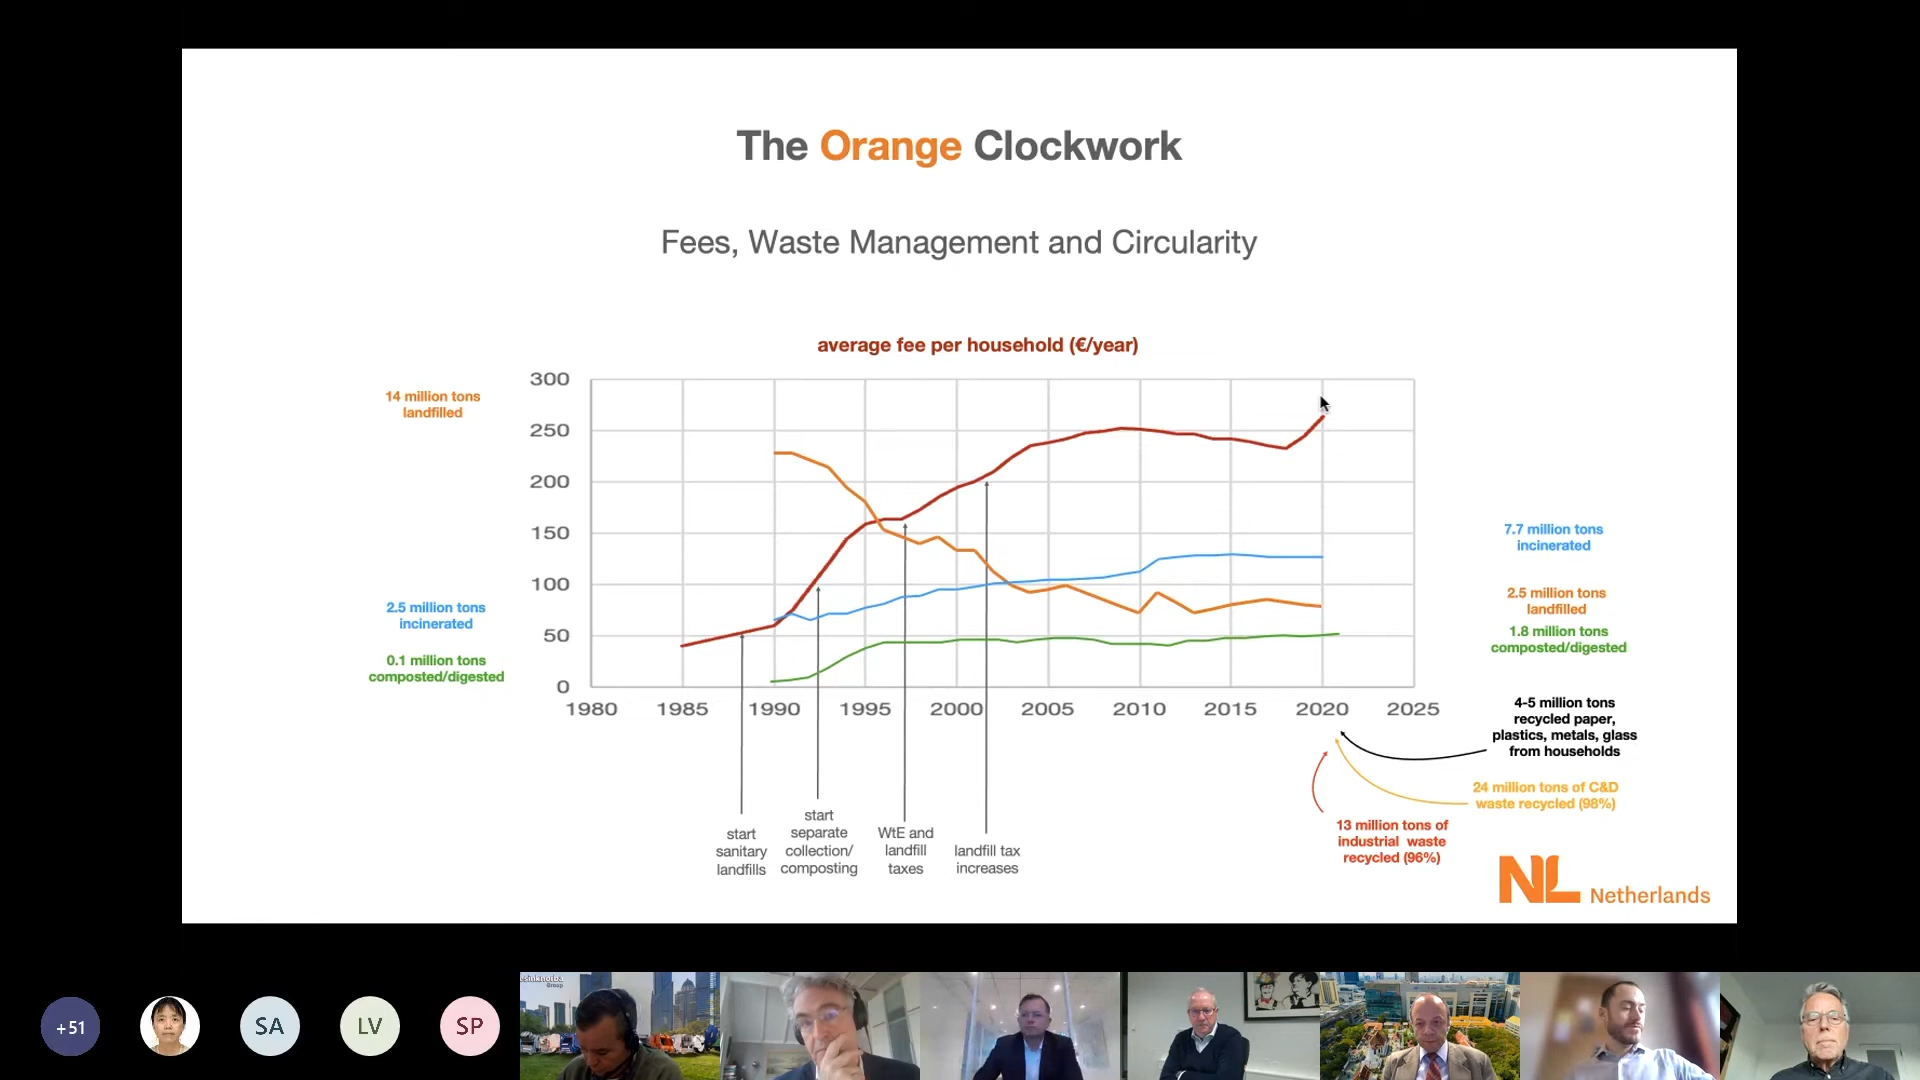 The Orange Clockwork
Fees, Waste Management and Circularity
average fee per household (€/year)
300
250
200
150
100
50
0
1980 1985 1990 1995 2000 2005 2010 2015 2020 2025
14 million tons
landfilled
2.5 million tons
incinerated
0.1 million tons
composted/digested
7.7 million tons
incinerated
2.5 million tons
landfilled
1.8 million tons
composted/digested
4-5 million tons
recycled paper,
plastics, metals, glass
from households
24 million tons of C&D
waste recycled (98%)
13 million tons of
industrial waste
recycled (96%)
start
sanitary
landfills
start
separate
collection/
composting
WtE and
landfill
taxes
landfill tax
increases
NL Netherlands
+51
SA
LV
SP
Group